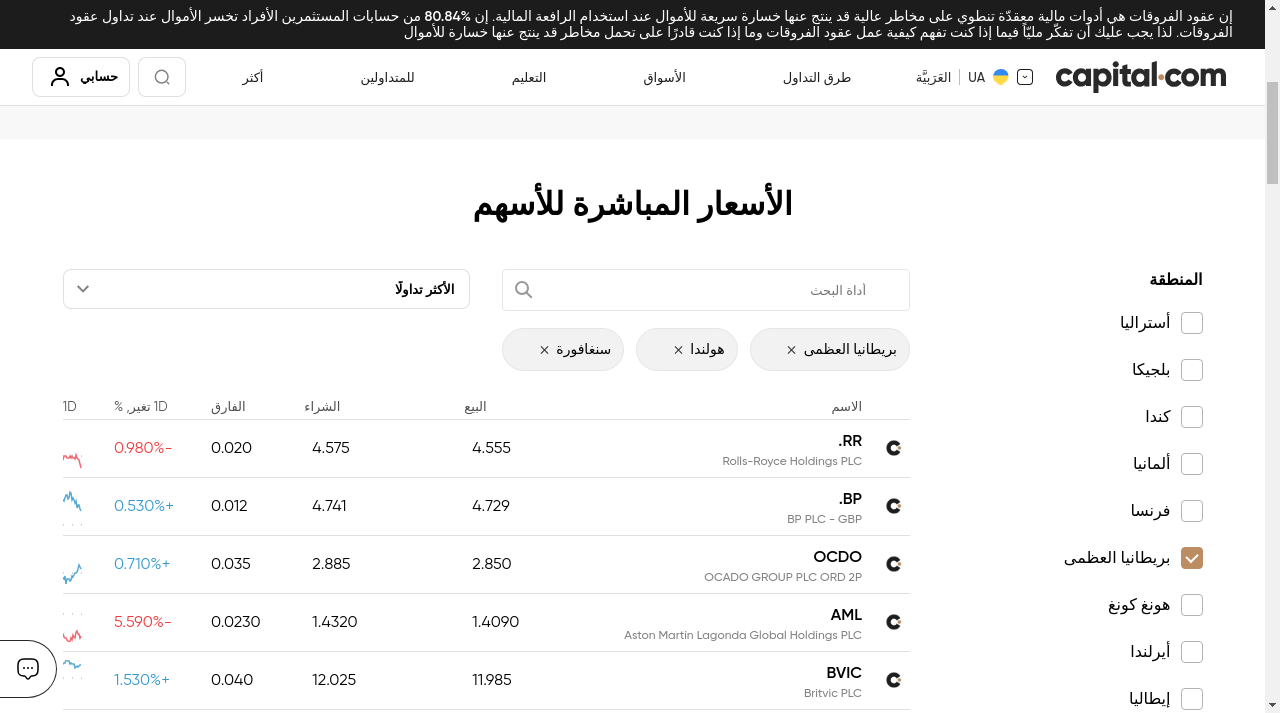 إن عقود الفروقات هي أدوات مالية معقدّة تنطوي على مخاطر عالية قد ينتج عنها خسارة سريعة للأموال عند استخدام الرافعة المالية. إن 80.84% من حسابات المستثمرين الأفراد تخسر الأموال عند تداول عقود
الفروقات. لذا يجب عليك أن تفكّر مليّاً فيما إذا كنت تفهم كيفية عمل عقود الفروقات وما إذا كنت قادرًا على تحمل مخاطر قد ينتج عنها خسارة للأموال
capital.com UA العَرَبيَّة طرق التداول الأسواق التعليم للمتداولين أكثر حسابي
الأسعار المباشرة للأسهم
المنطقة
أستراليا
بلجيكا
كندا
ألمانيا
فرنسا
بريطانيا العظمى
هونغ كونغ
أيرلندا
إيطاليا
أداة البحث الأكثر تداولًا
بريطانيا العظمى هولندا سنغافورة
الاسم البيع الشراء الفارق 1D تغير, % 1D
RR. 4.555 4.575 0.020 0.980%-
Rolls-Royce Holdings PLC
BP. 4.729 4.741 0.012 0.530%+
BP PLC - GBP
OCDO 2.850 2.885 0.035 0.710%+
OCADO GROUP PLC ORD 2P
AML 1.4090 1.4320 0.0230 5.590%-
Aston Martin Lagonda Global Holdings PLC
BVIC 11.985 12.025 0.040 1.530%+
Britvic PLC